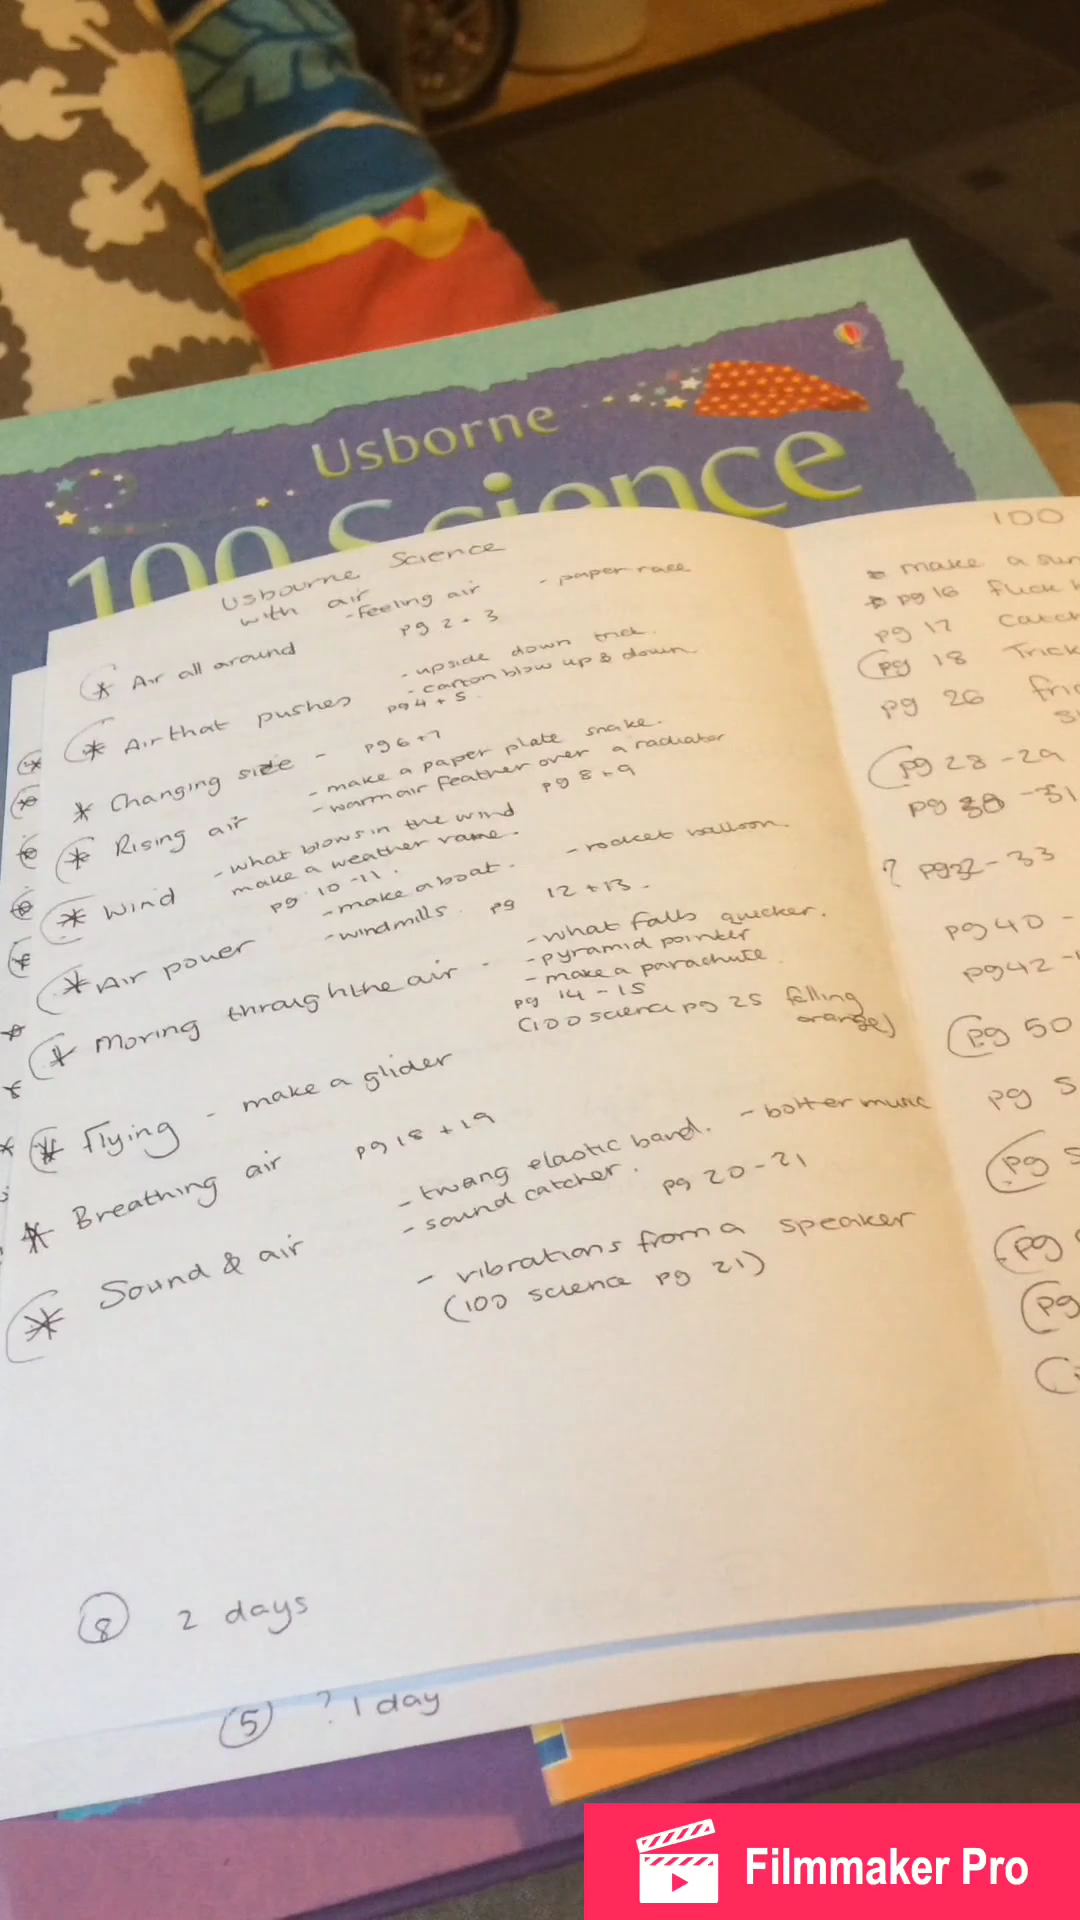 Usborne
100 Science
Usbourne Science
with air
* Air all around
-feeling air
- paper race
pg 2 + 3
* Air that pushes
- upside down trick.
- carton blow up & down.
pg 4 + 5.
* Changing size -
pg 6 + 7
- make a paper plate snake.
* Rising air
- warm air feather over a radiator
pg 8 + 9
* Wind
- what blows in the wind
make a weather vane.
pg 10 - 11.
* Air power
- make a boat.
- rocket balloon.
- windmills.
pg 12 + 13.
* Moving through the air -
- what falls quicker.
- pyramid pointer
- make a parachute.
pg 14 - 15
(100 science pg 25 falling
orange)
* Flying - make a glider
* Breathing air
pg 18 + 19
* Sound & air
- twang elastic band.
- bottle music
- sound catcher.
pg 20 - 21
- vibrations from a speaker
(100 science pg 21)
8 2 days
5 ? 1 day
100
make a
pg 16
pg 17
pg 18
pg 26
pg 28 - 29
pg 30 - 31
? pg 32 - 33
pg 40 -
pg 42 -
pg 50
pg 5
pg 5
pg
pg
Filmmaker Pro